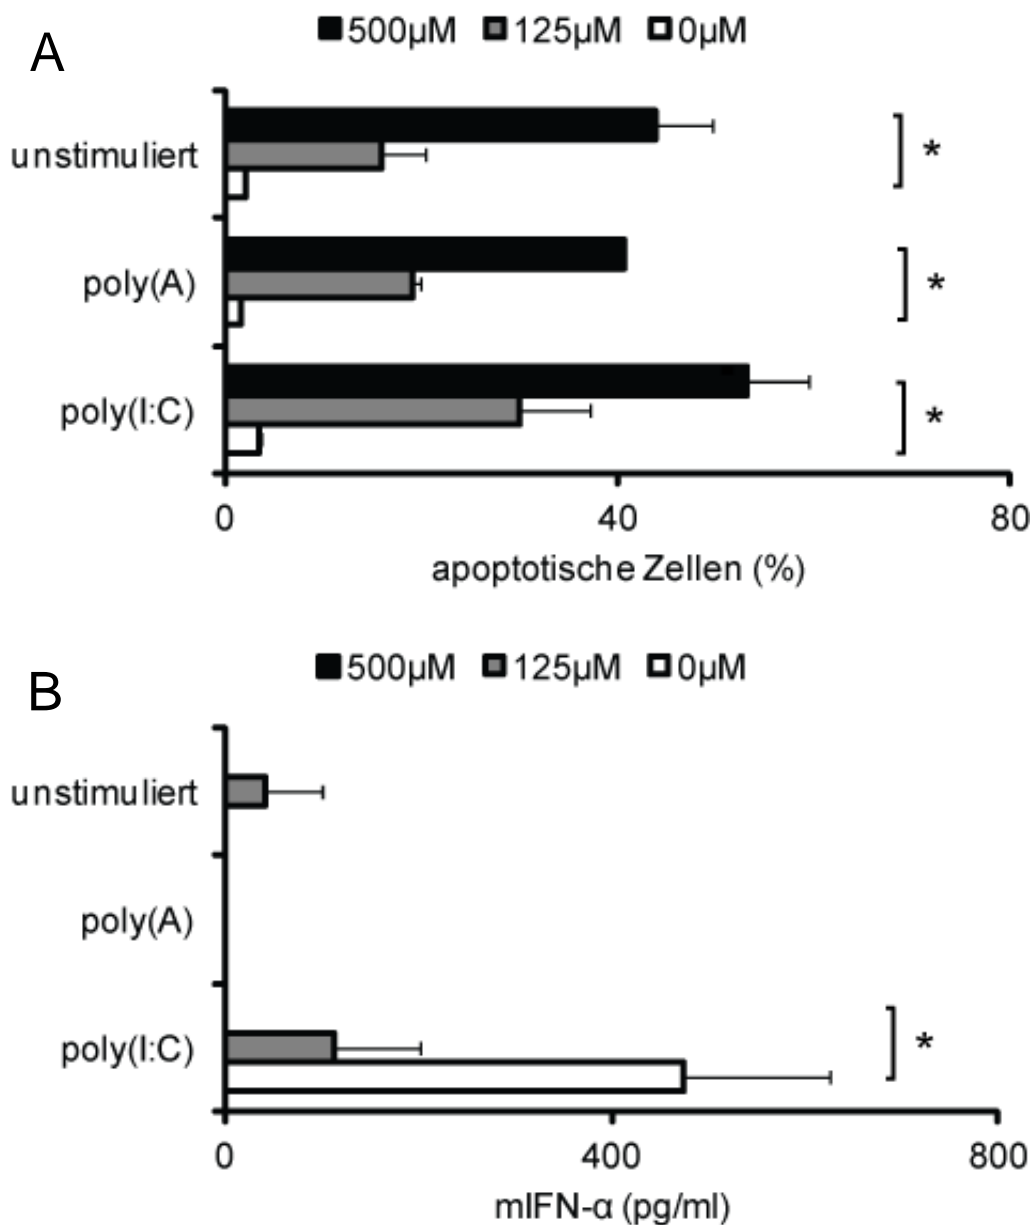 A
500µM 125µM 0µM
unstimuliert
*
poly(A)
*
poly(I:C)
*
0 40 80
apoptotische Zellen (%)
B
500µM 125µM 0µM
unstimuliert
poly(A)
poly(I:C)
*
0 400 800
mIFN-α (pg/ml)